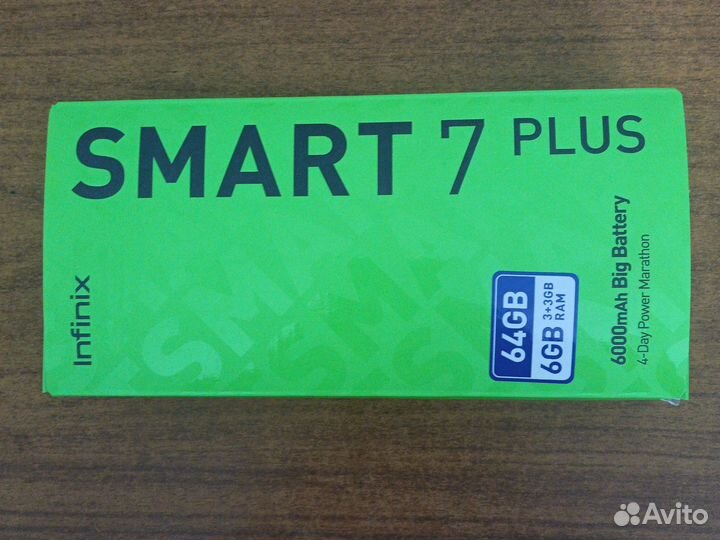 SMART 7 PLUS
Infinix
64GB
6GB 3+3GB RAM
6000mAh Big Battery
4-Day Power Marathon
Avito